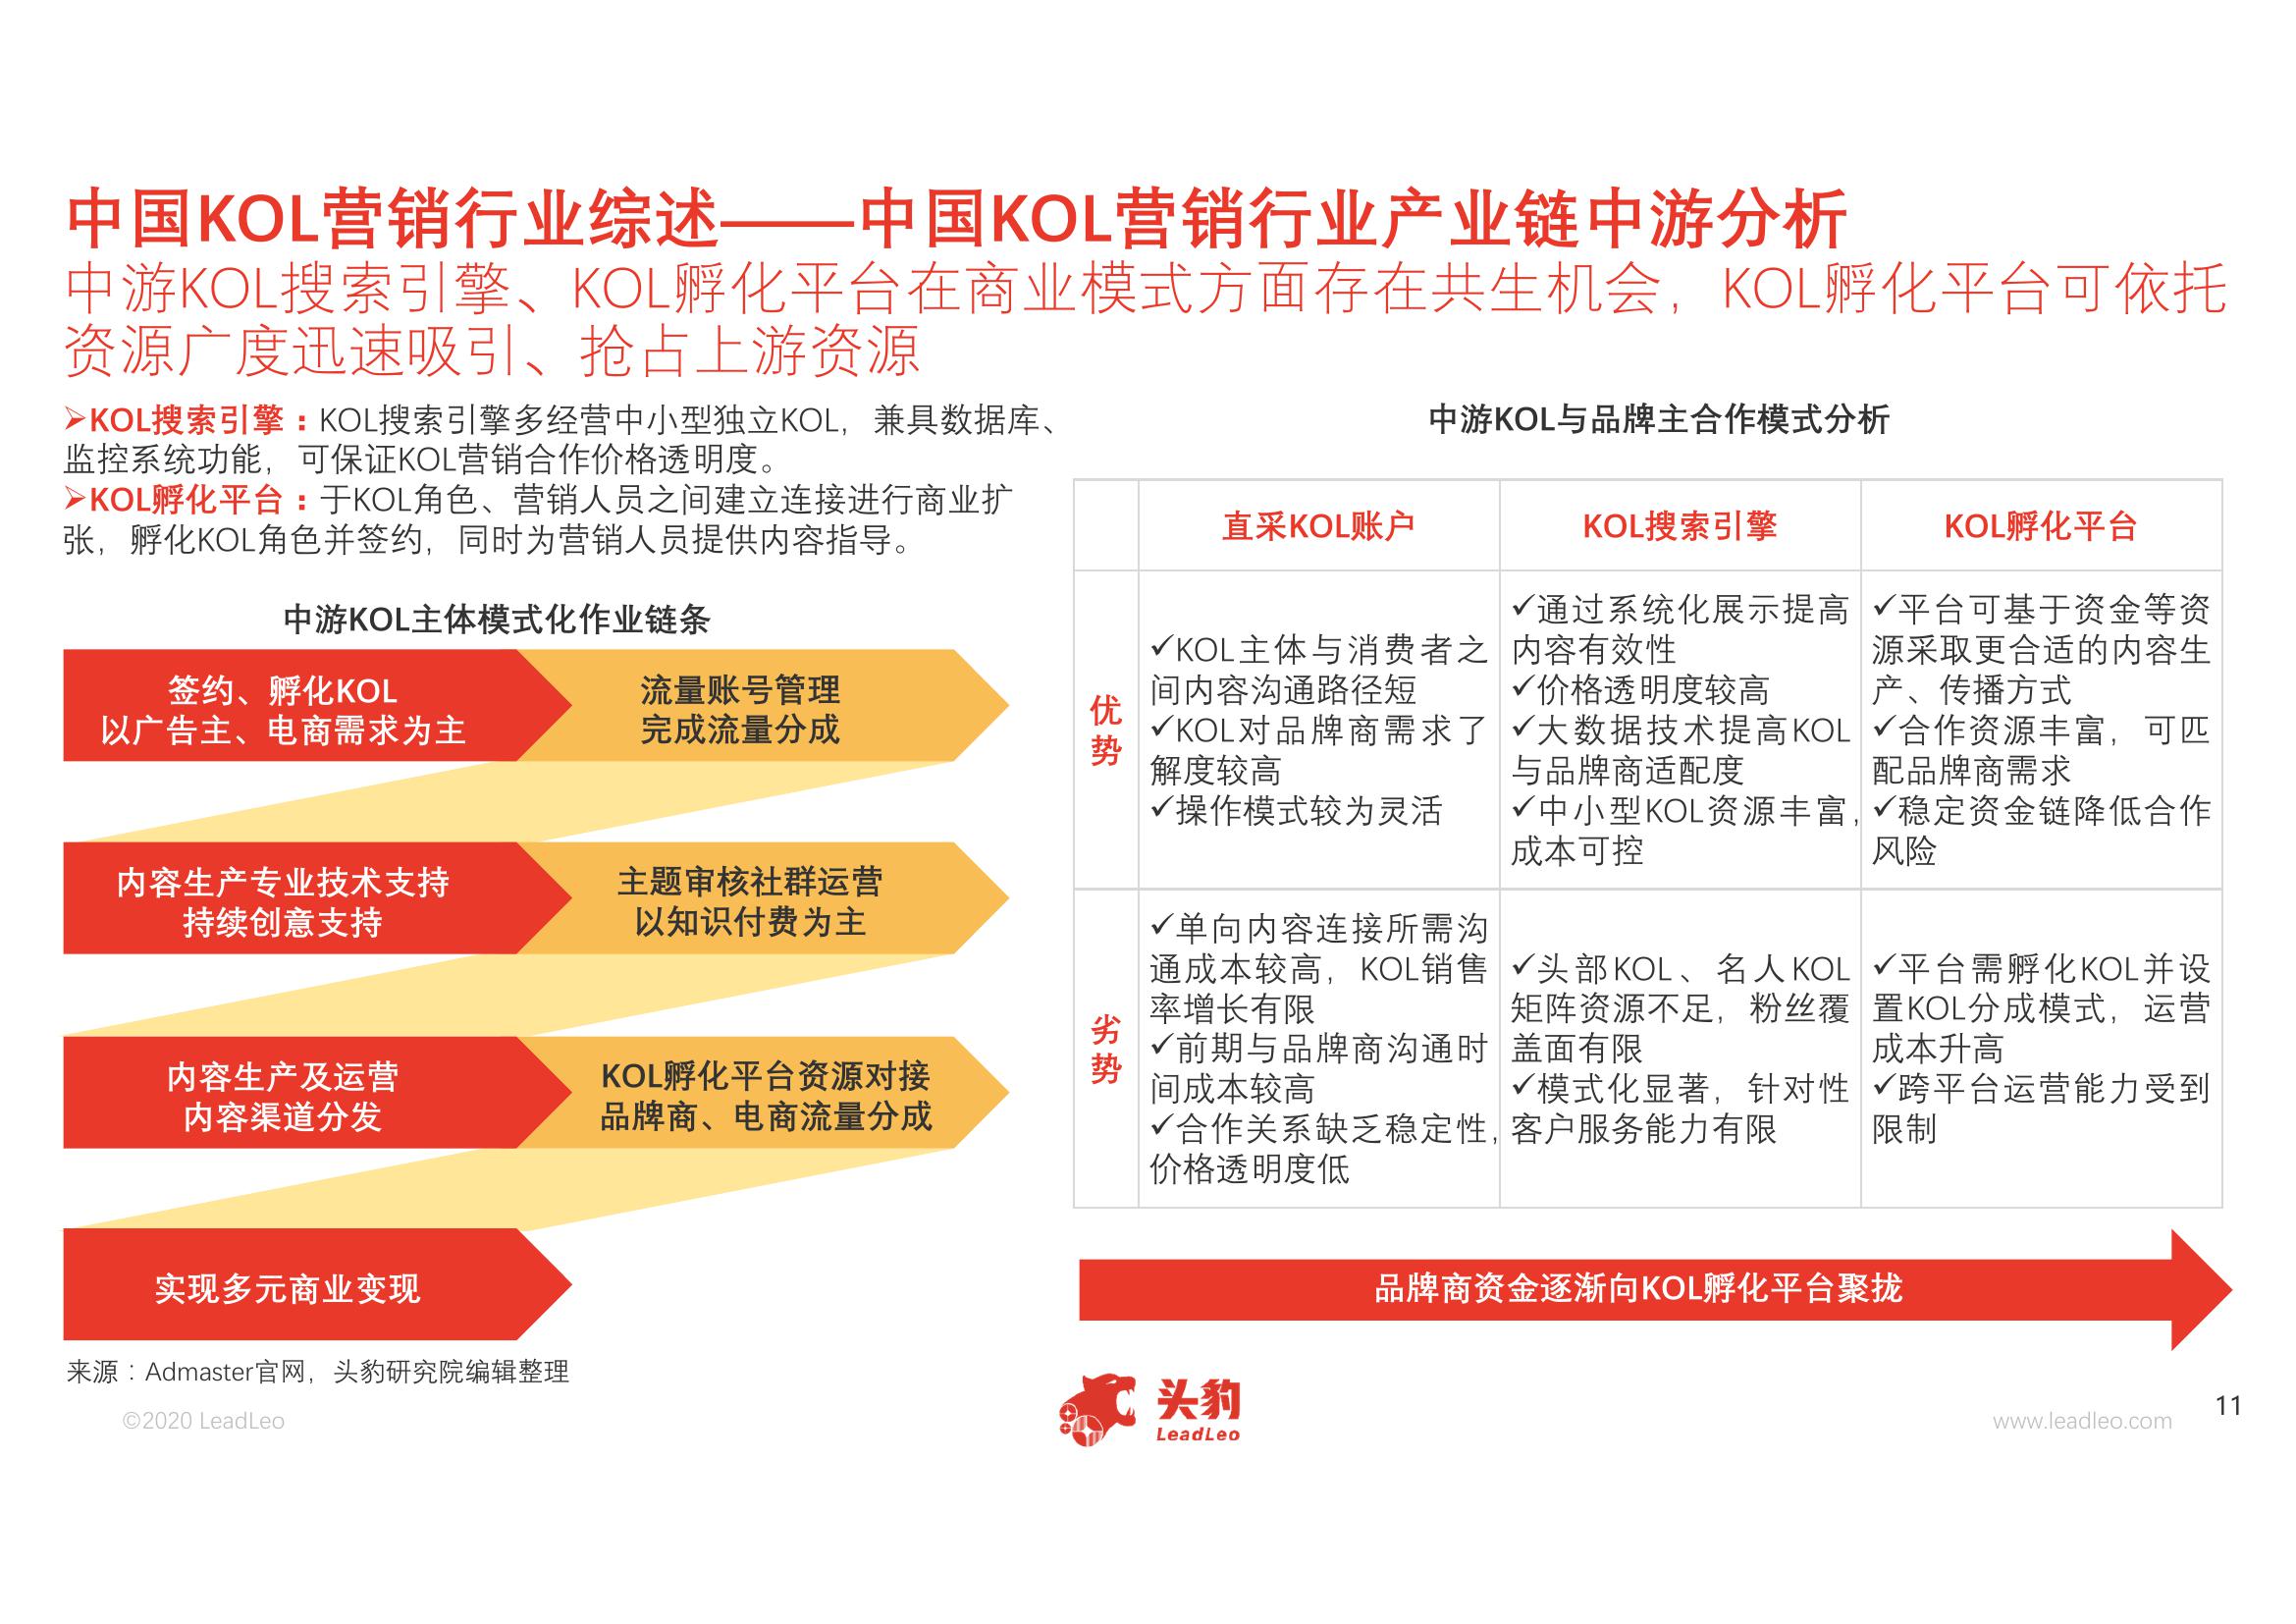 中国KOL营销行业综述——中国KOL营销行业产业链中游分析
中游KOL搜索引擎、KOL孵化平台在商业模式方面存在共生机会，KOL孵化平台可依托
资源广度迅速吸引、抢占上游资源
➢KOL搜索引擎：KOL搜索引擎多经营中小型独立KOL，兼具数据库、
监控系统功能，可保证KOL营销合作价格透明度。
➢KOL孵化平台：于KOL角色、营销人员之间建立连接进行商业扩
张，孵化KOL角色并签约，同时为营销人员提供内容指导。
中游KOL主体模式化作业链条
签约、孵化KOL
以广告主、电商需求为主
流量账号管理
完成流量分成
内容生产专业技术支持
持续创意支持
主题审核社群运营
以知识付费为主
内容生产及运营
内容渠道分发
KOL孵化平台资源对接
品牌商、电商流量分成
实现多元商业变现
中游KOL与品牌主合作模式分析
直采KOL账户
KOL搜索引擎
KOL孵化平台
优
势
✓KOL主体与消费者之
间内容沟通路径短
✓KOL对品牌商需求了
解度较高
✓操作模式较为灵活
✓通过系统化展示提高
内容有效性
✓价格透明度较高
✓大数据技术提高KOL
与品牌商适配度
✓中小型KOL资源丰富，
成本可控
✓平台可基于资金等资
源采取更合适的内容生
产、传播方式
✓合作资源丰富，可匹
配品牌商需求
✓稳定资金链降低合作
风险
劣
势
✓单向内容连接所需沟
通成本较高，KOL销售
率增长有限
✓前期与品牌商沟通时
间成本较高
✓合作关系缺乏稳定性，
价格透明度低
✓头部KOL、名人KOL
矩阵资源不足，粉丝覆
盖面有限
✓模式化显著，针对性
客户服务能力有限
✓平台需孵化KOL并设
置KOL分成模式，运营
成本升高
✓跨平台运营能力受到
限制
品牌商资金逐渐向KOL孵化平台聚拢
来源：Admaster官网，头豹研究院编辑整理
©2020 LeadLeo
头豹
LeadLeo
www.leadleo.com
11